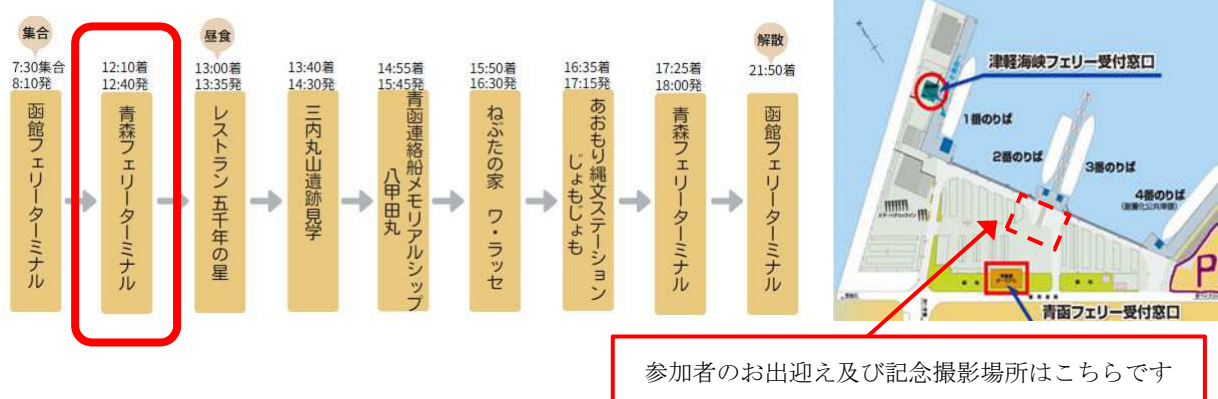 集合
7:30集合
8:10発
函館フェリーターミナル
12:10着
12:40発
青森フェリーターミナル
昼食
13:00着
13:35発
レストラン 五千年の星
13:40着
14:30発
三内丸山遺跡見学
14:55着
15:45発
青函連絡船メモリアルシップ
八甲田丸
15:50着
16:30発
ねぶたの家 ワ・ラッセ
16:35着
17:15発
あおもり縄文ステーション
じょもじょも
17:25着
18:00発
青森フェリーターミナル
解散
21:50着
函館フェリーターミナル
津軽海峡フェリー受付窓口
1番のりば
2番のりば
3番のりば
4番のりば
P
青函フェリー受付窓口
参加者のお出迎え及び記念撮影場所はこちらです